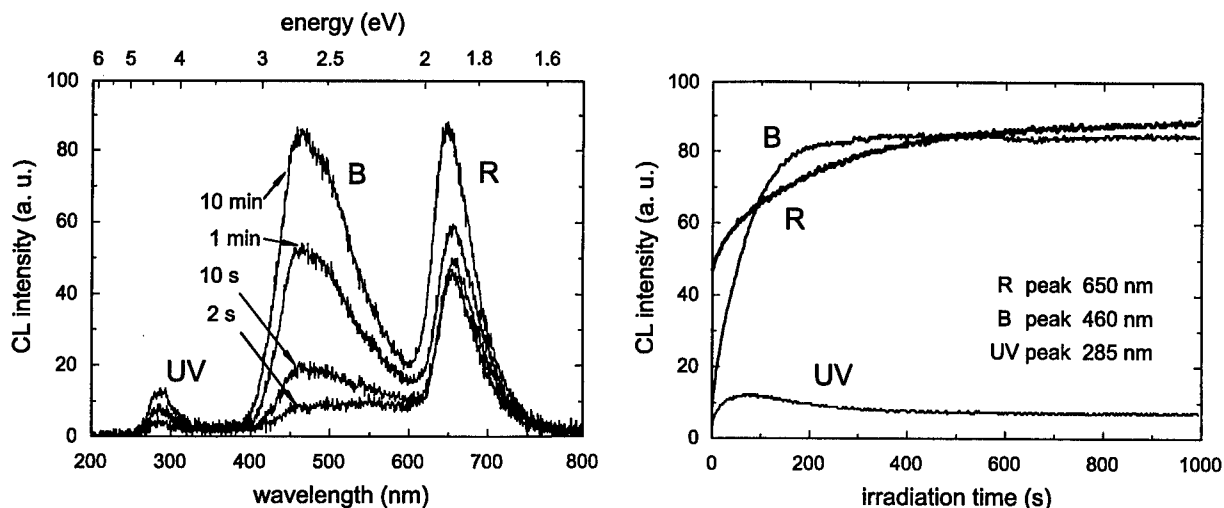 energy (eV)
6 5 4 3 2.5 2 1.8 1.6
100
80
60
40
20
0
CL intensity (a. u.)
10 min
1 min
10 s
2 s
UV
B
R
200 300 400 500 600 700 800
wavelength (nm)
100
80
60
40
20
0
CL intensity (a. u.)
B
R
UV
R peak 650 nm
B peak 460 nm
UV peak 285 nm
0 200 400 600 800 1000
irradiation time (s)